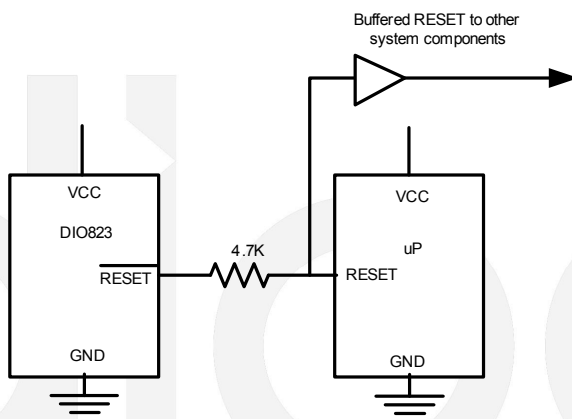 Buffered RESET to other
system components
VCC
DIO823
RESET
GND
4.7K
VCC
uP
RESET
GND